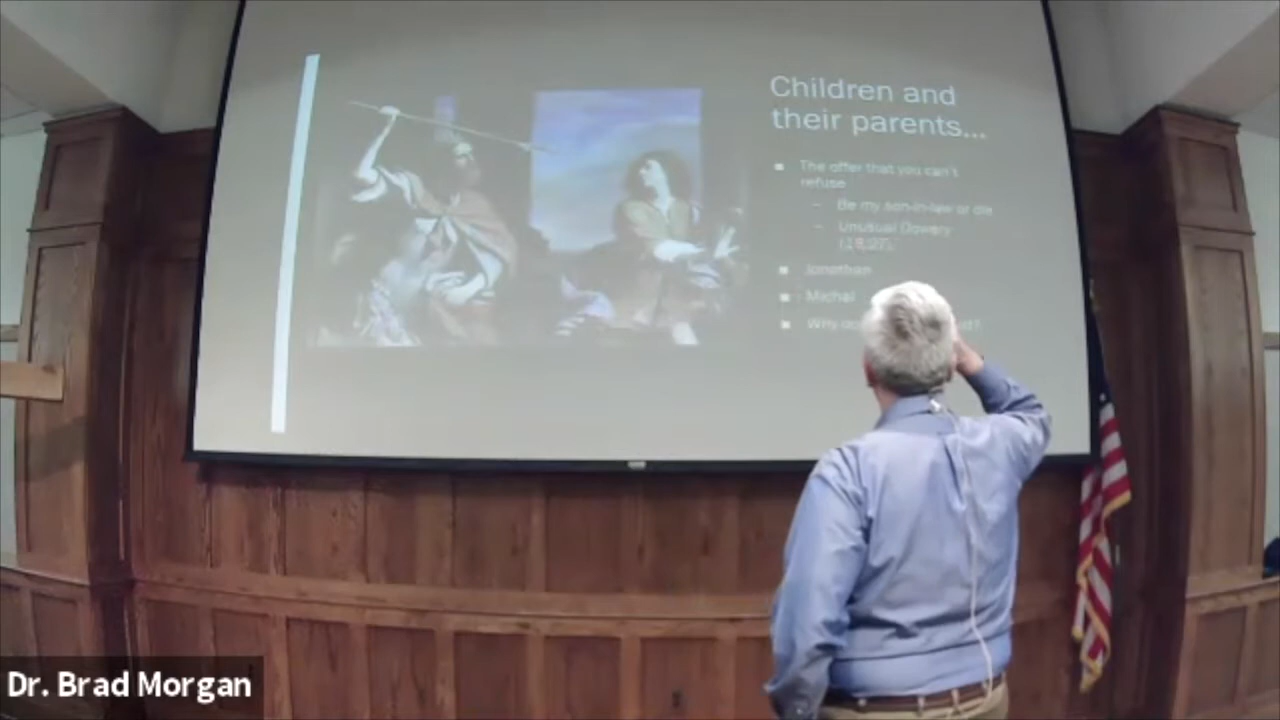 Children and
their parents...
The offer that you can't
refuse
– Be my son-in-law or die
– Unusual Dowery
(18:27).
Jonathan
Michal
Why
Dr. Brad Morgan